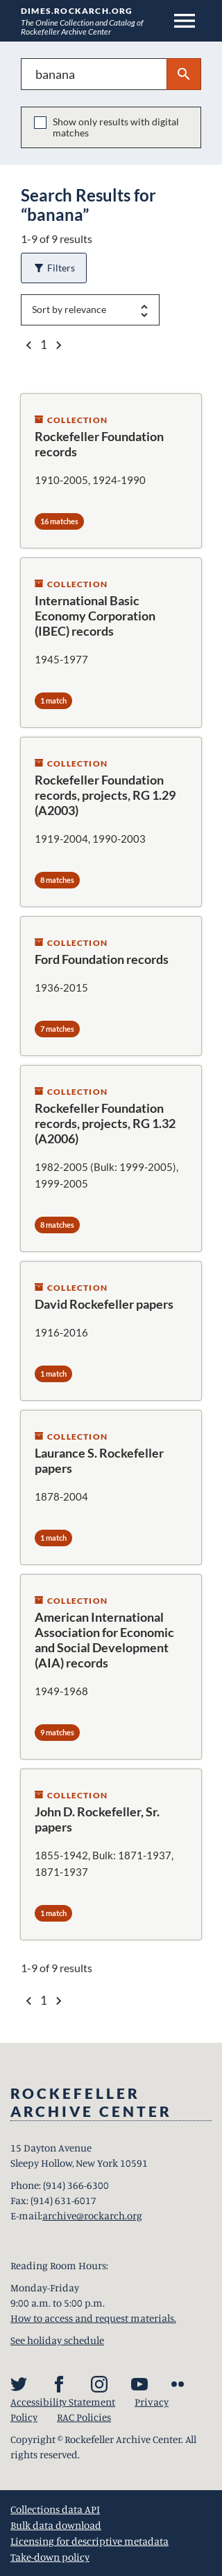 DIMES.ROCKARCH.ORG
The Online Collection and Catalog of
Rockefeller Archive Center
banana
Show only results with digital
matches
Search Results for
“banana”
1-9 of 9 results
Filters
Sort by relevance
1
COLLECTION
Rockefeller Foundation
records
1910-2005, 1924-1990
16 matches
COLLECTION
International Basic
Economy Corporation
(IBEC) records
1945-1977
1 match
COLLECTION
Rockefeller Foundation
records, projects, RG 1.29
(A2003)
1919-2004, 1990-2003
8 matches
COLLECTION
Ford Foundation records
1936-2015
7 matches
COLLECTION
Rockefeller Foundation
records, projects, RG 1.32
(A2006)
1982-2005 (Bulk: 1999-2005),
1999-2005
8 matches
COLLECTION
David Rockefeller papers
1916-2016
1 match
COLLECTION
Laurance S. Rockefeller
papers
1878-2004
1 match
COLLECTION
American International
Association for Economic
and Social Development
(AIA) records
1949-1968
9 matches
COLLECTION
John D. Rockefeller, Sr.
papers
1855-1942, Bulk: 1871-1937,
1871-1937
1 match
1-9 of 9 results
1
ROCKEFELLER
ARCHIVE CENTER
15 Dayton Avenue
Sleepy Hollow, New York 10591
Phone: (914) 366-6300
Fax: (914) 631-6017
E-mail:archive@rockarch.org
Reading Room Hours:
Monday-Friday
9:00 a.m. to 5:00 p.m.
How to access and request materials.
See holiday schedule
Accessibility Statement Privacy
Policy RAC Policies
Copyright © Rockefeller Archive Center. All
rights reserved.
Collections data API
Bulk data download
Licensing for descriptive metadata
Take-down policy